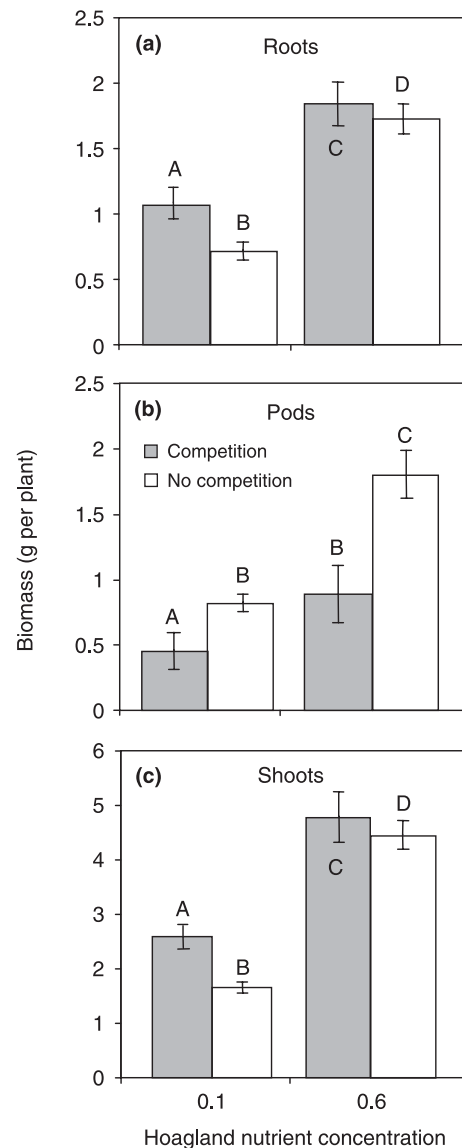 2.5
(a)
Roots
2
1.5
1
0.5
0
A
B
C
D
2.5
(b)
Pods
Competition
No competition
2
1.5
1
0.5
0
A
B
B
C
Biomass (g per plant)
6
(c)
Shoots
5
4
3
2
1
0
A
B
C
D
0.1
0.6
Hoagland nutrient concentration